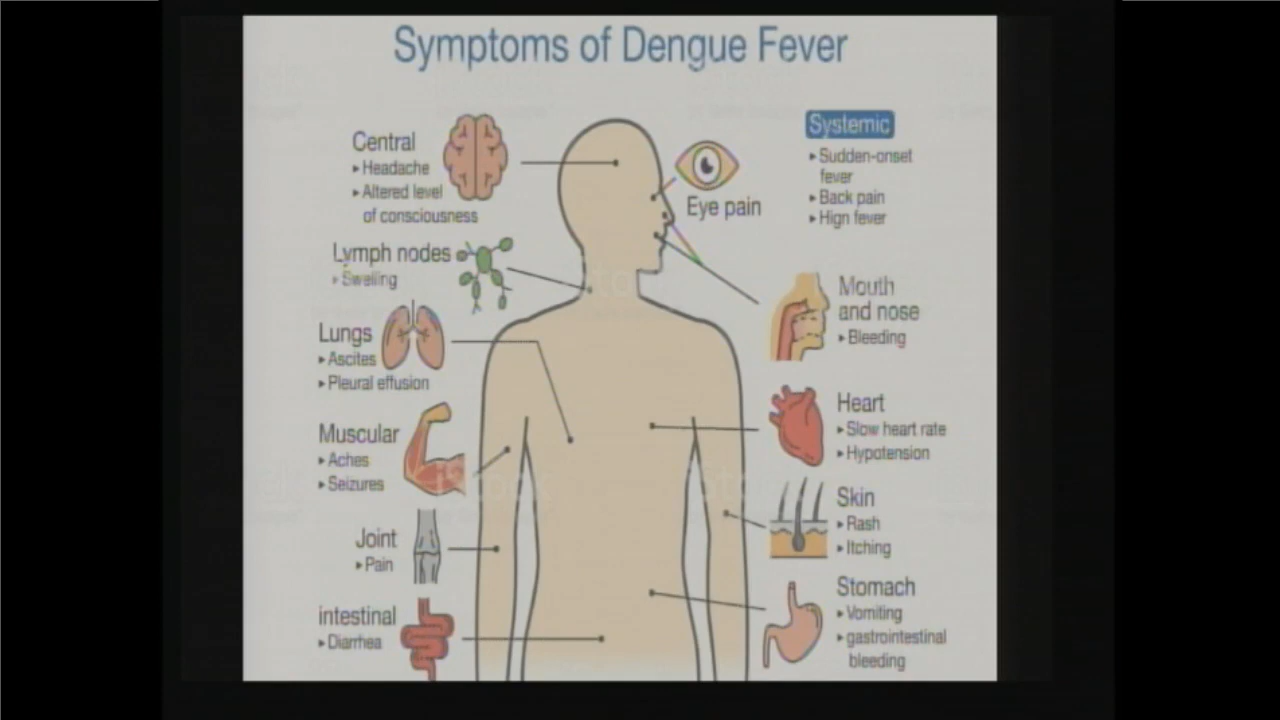 Symptoms of Dengue Fever
Central
Headache
Altered level
of consciousness
Lymph nodes
Swelling
Lungs
Ascites
Pleural effusion
Muscular
Aches
Seizures
Joint
Pain
intestinal
Diarrhea
Eye pain
Systemic
Sudden-onset
fever
Back pain
Hign fever
Mouth
and nose
Bleeding
Heart
Slow heart rate
Hypotension
Skin
Rash
Itching
Stomach
Vomiting
gastrointestinal
bleeding